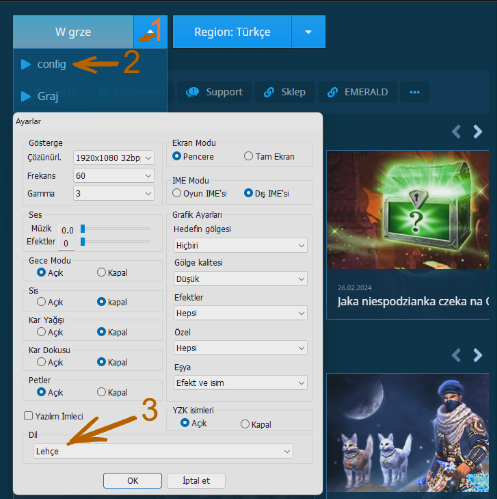 W grze
1
Region: Türkçe
config
2
Graj
Support
Sklep
EMERALD
Ayarlar
Gösterge
Çözünürl.
1920x1080 32bp
Frekans
60
Gamma
3
Ekran Modu
Pencere
Tam Ekran
IME Modu
Oyun IME'si
Dış IME'si
Ses
Müzik
0.0
Efektler
0
Grafik Ayarları
Hedefin gölgesi
Hiçbiri
Gölge kalitesi
Düşük
Efektler
Hepsi
Özel
Hepsi
Eşya
Efekt ve isim
Gece Modu
Açık
Kapal
Sis
Açık
kapal
Kar Yağışı
Açık
Kapal
Kar Dokusu
Açık
Kapal
Petler
Açık
Kapal
YZK isimleri
Açık
Kapal
Yazılım İmleci
3
Dil
Lehçe
OK
İptal et
26.02.2024
Jaka niespodzianka czeka na C